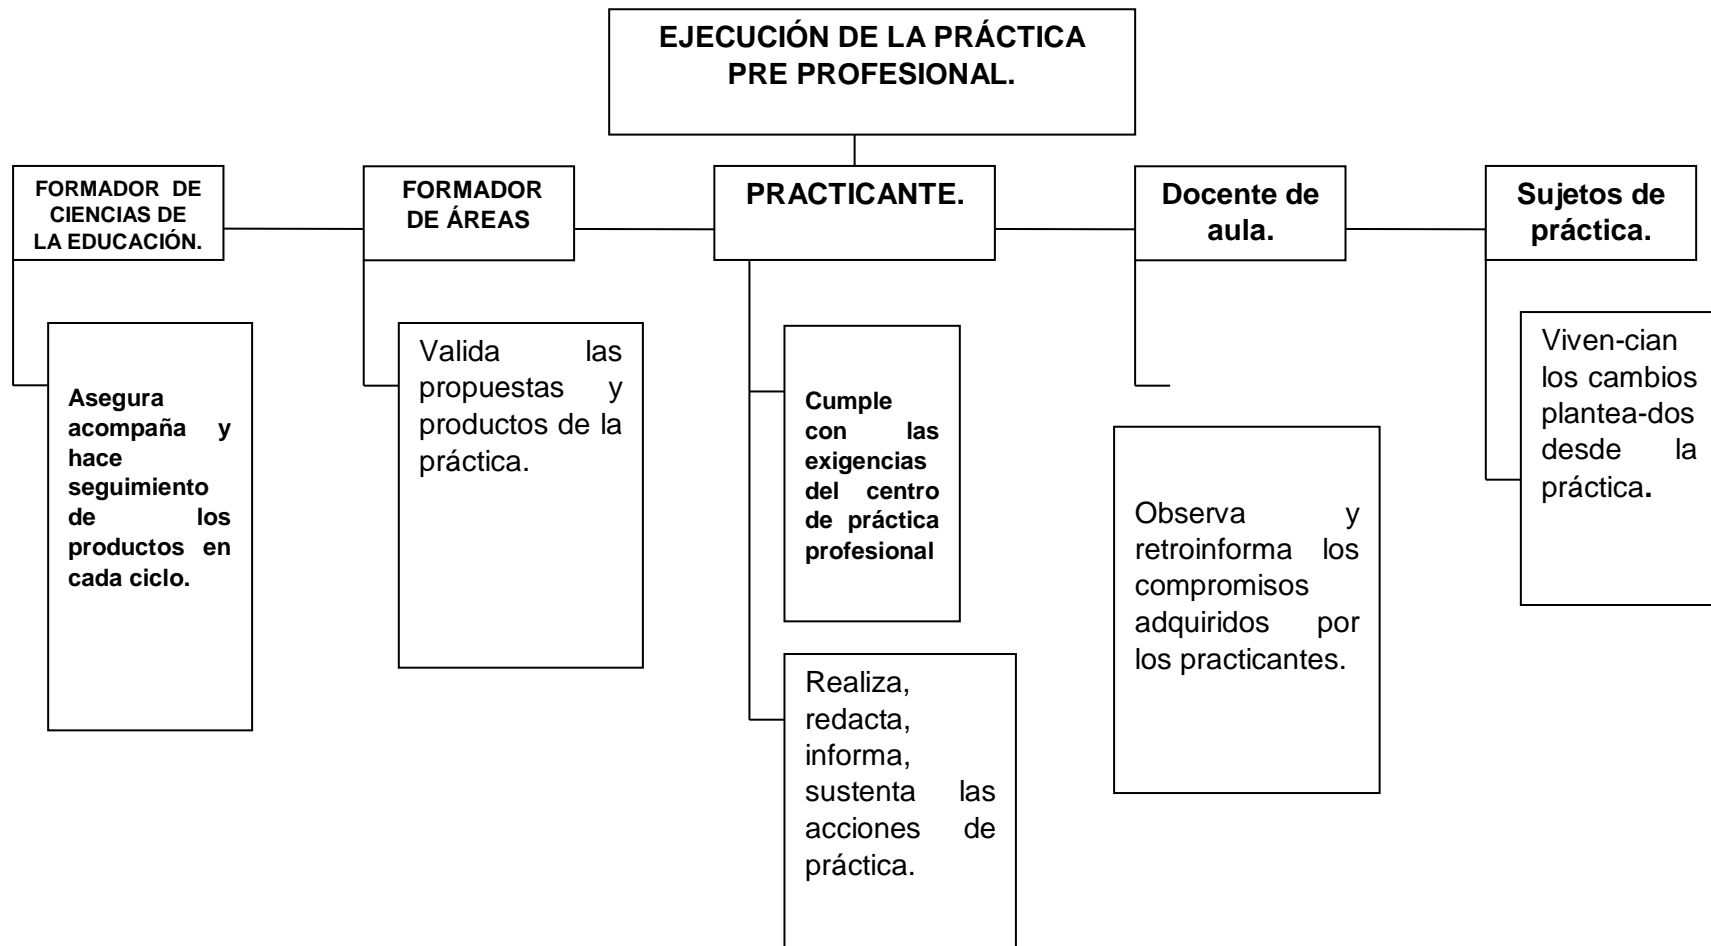 EJECUCIÓN DE LA PRÁCTICA
PRE PROFESIONAL.
FORMADOR DE
CIENCIAS DE
LA EDUCACIÓN.
FORMADOR
DE ÁREAS
PRACTICANTE.
Docente de
aula.
Sujetos de
práctica.
Asegura
acompaña y
hace
seguimiento
de los
productos en
cada ciclo.
Valida las
propuestas y
productos de la
práctica.
Cumple
con las
exigencias
del centro
de práctica
profesional
Realiza,
redacta,
informa,
sustenta las
acciones de
práctica.
Observa y
retroinforma los
compromisos
adquiridos por
los practicantes.
Viven-cian
los cambios
plantea-dos
desde la
práctica.